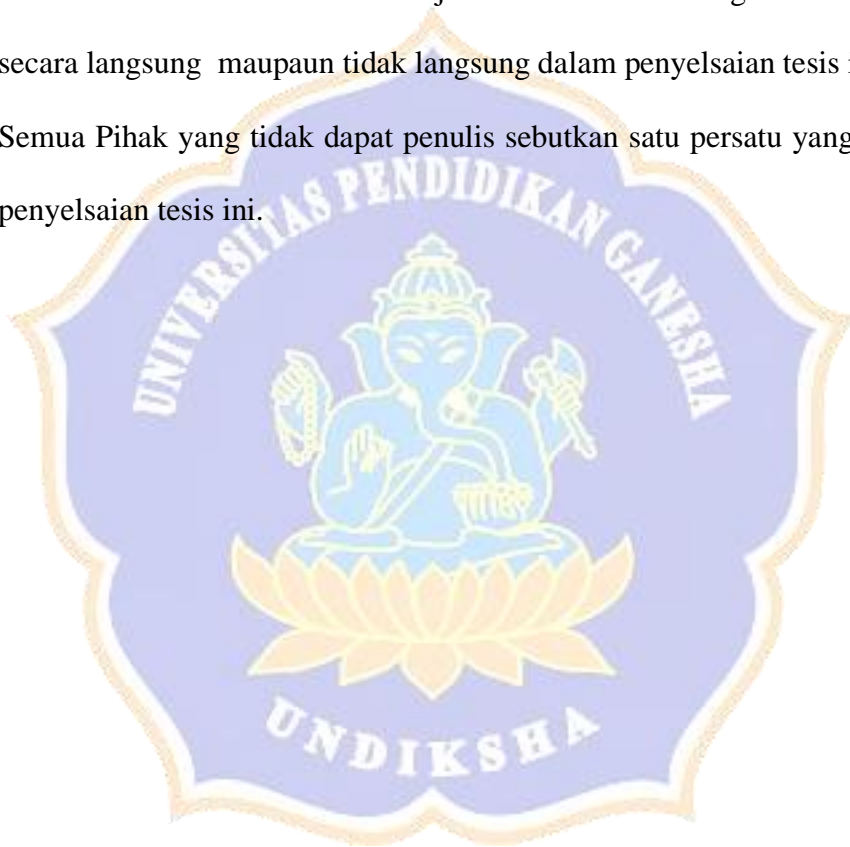 secara langsung maupaun tidak langsung dalam penyelsaian tesis
Semua Pihak yang tidak dapat penulis sebutkan satu persatu yang
penyelsaian tesis ini.
UNIVERSITAS PENDIDIKAN GANESHA
UNDIKSHA